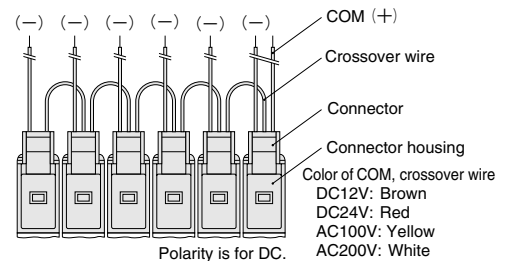 (－) (－) (－) (－) (－) (－)
COM (＋)
Crossover wire
Connector
Connector housing
Color of COM, crossover wire
DC12V: Brown
DC24V: Red
AC100V: Yellow
AC200V: White
Polarity is for DC.